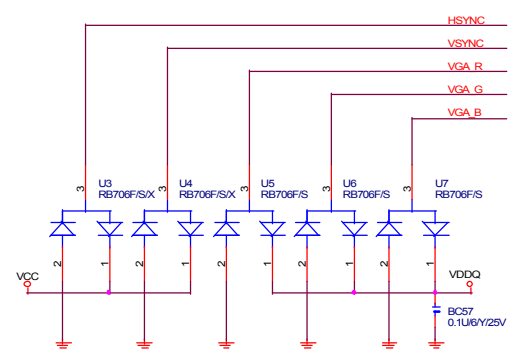 HSYNC
VSYNC
VGA_R
VGA_G
VGA_B
3 U3 3 U4 3 U5 3 U6 3 U7
RB706F/S/X RB706F/S/X RB706F/S RB706F/S RB706F/S
2 1 2 1 2 1 2 1 2 1
VCC VDDQ
BC57
0.1U/6/Y/25V